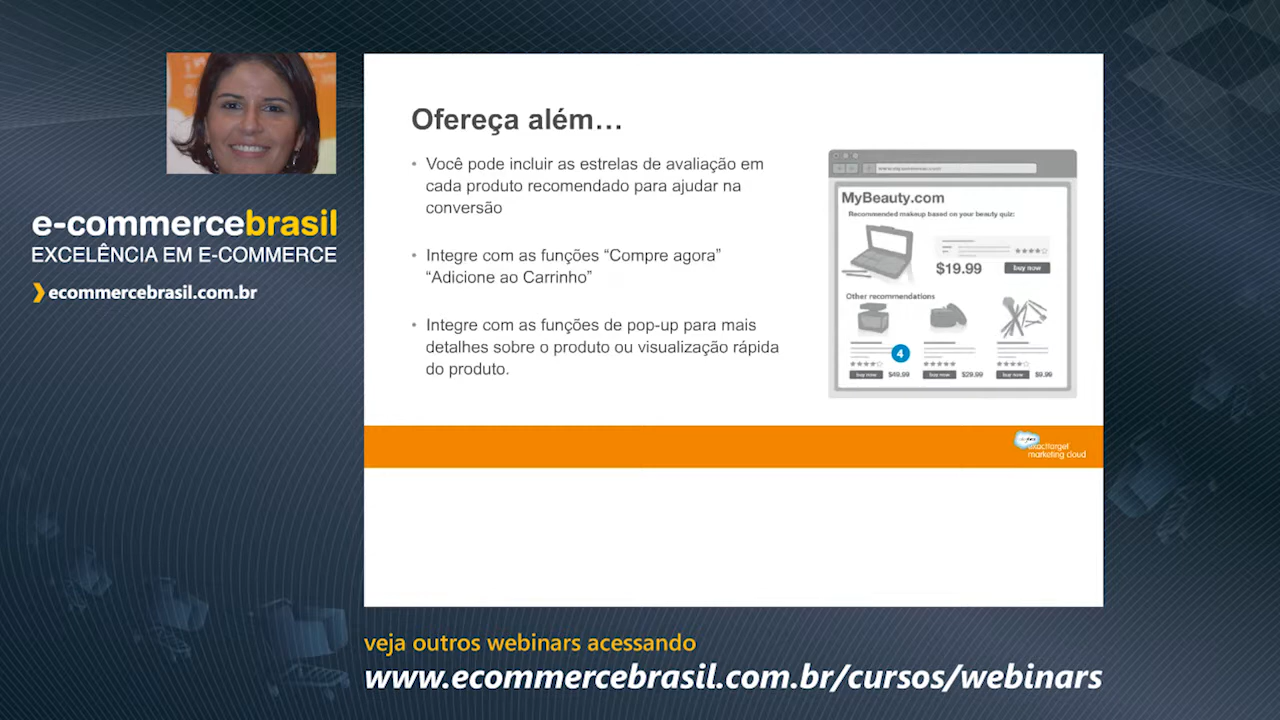 e-commercebrasil
EXCELÊNCIA EM E-COMMERCE
ecommercebrasil.com.br
Ofereça além…
• Você pode incluir as estrelas de avaliação em
cada produto recomendado para ajudar na
conversão
• Integre com as funções “Compre agora”
“Adicione ao Carrinho”
• Integre com as funções de pop-up para mais
detalhes sobre o produto ou visualização rápida
do produto.
MyBeauty.com
Recommended makeup based on your beauty quiz:
$19.99 buy now
Other recommendations
4
buy now $49.99 buy now $29.99 buy now $9.99
exacttarget
marketing cloud
veja outros webinars acessando
www.ecommercebrasil.com.br/cursos/webinars